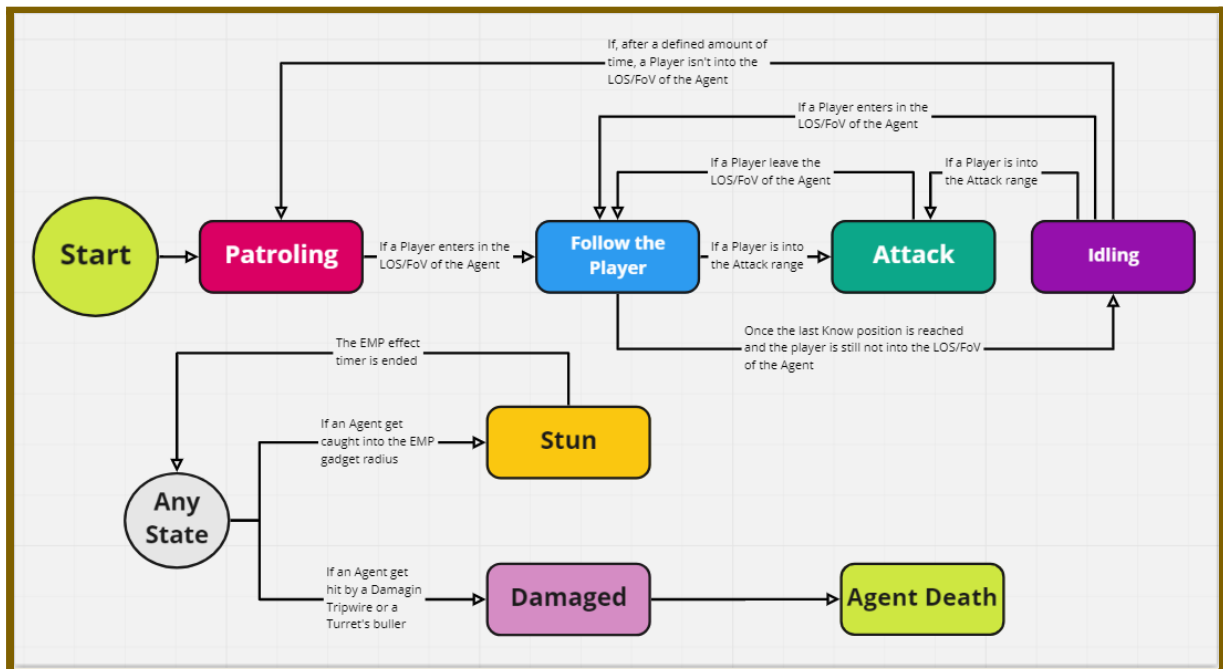 If, after a defined amount of
time, a Player isn't into the
LOS/FoV of the Agent
If a Player enters in the
LOS/FoV of the Agent
If a Player leave the
LOS/FoV of the Agent
If a Player is into
the Attack range
Start
Patroling
If a Player enters in the
LOS/FoV of the Agent
Follow the
Player
If a Player is into
the Attack range
Attack
Idling
Once the last Know position is reached
and the player is still not into the LOS/FoV
of the Agent
The EMP effect
timer is ended
If an Agent get
caught into the EMP
gadget radius
Stun
Any
State
If an Agent get
hit by a Damagin
Tripwire or a
Turret's buller
Damaged
Agent Death